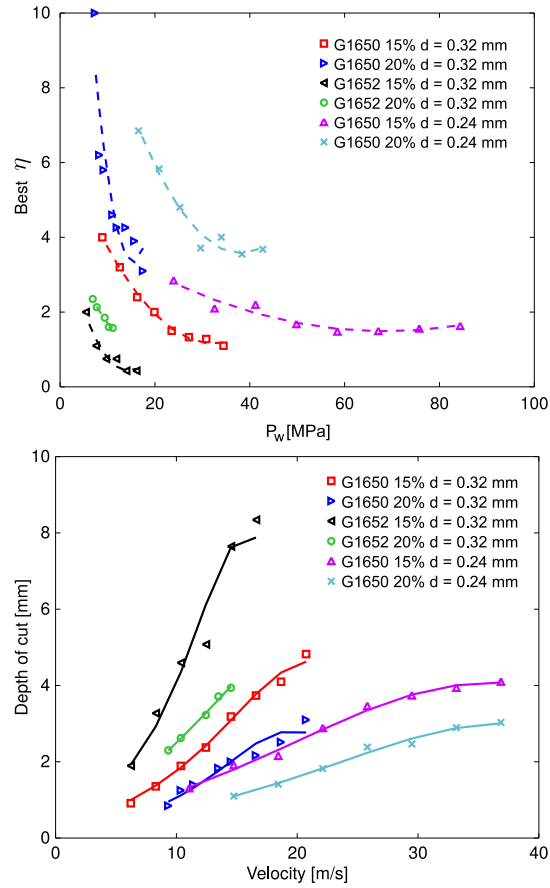 10
8
6
4
2
0
Best η
0 20 40 60 80 100
P_w [MPa]
G1650 15% d = 0.32 mm
G1650 20% d = 0.32 mm
G1652 15% d = 0.32 mm
G1652 20% d = 0.32 mm
G1650 15% d = 0.24 mm
G1650 20% d = 0.24 mm
10
8
6
4
2
0
Depth of cut [mm]
0 10 20 30 40
Velocity [m/s]
G1650 15% d = 0.32 mm
G1650 20% d = 0.32 mm
G1652 15% d = 0.32 mm
G1652 20% d = 0.32 mm
G1650 15% d = 0.24 mm
G1650 20% d = 0.24 mm